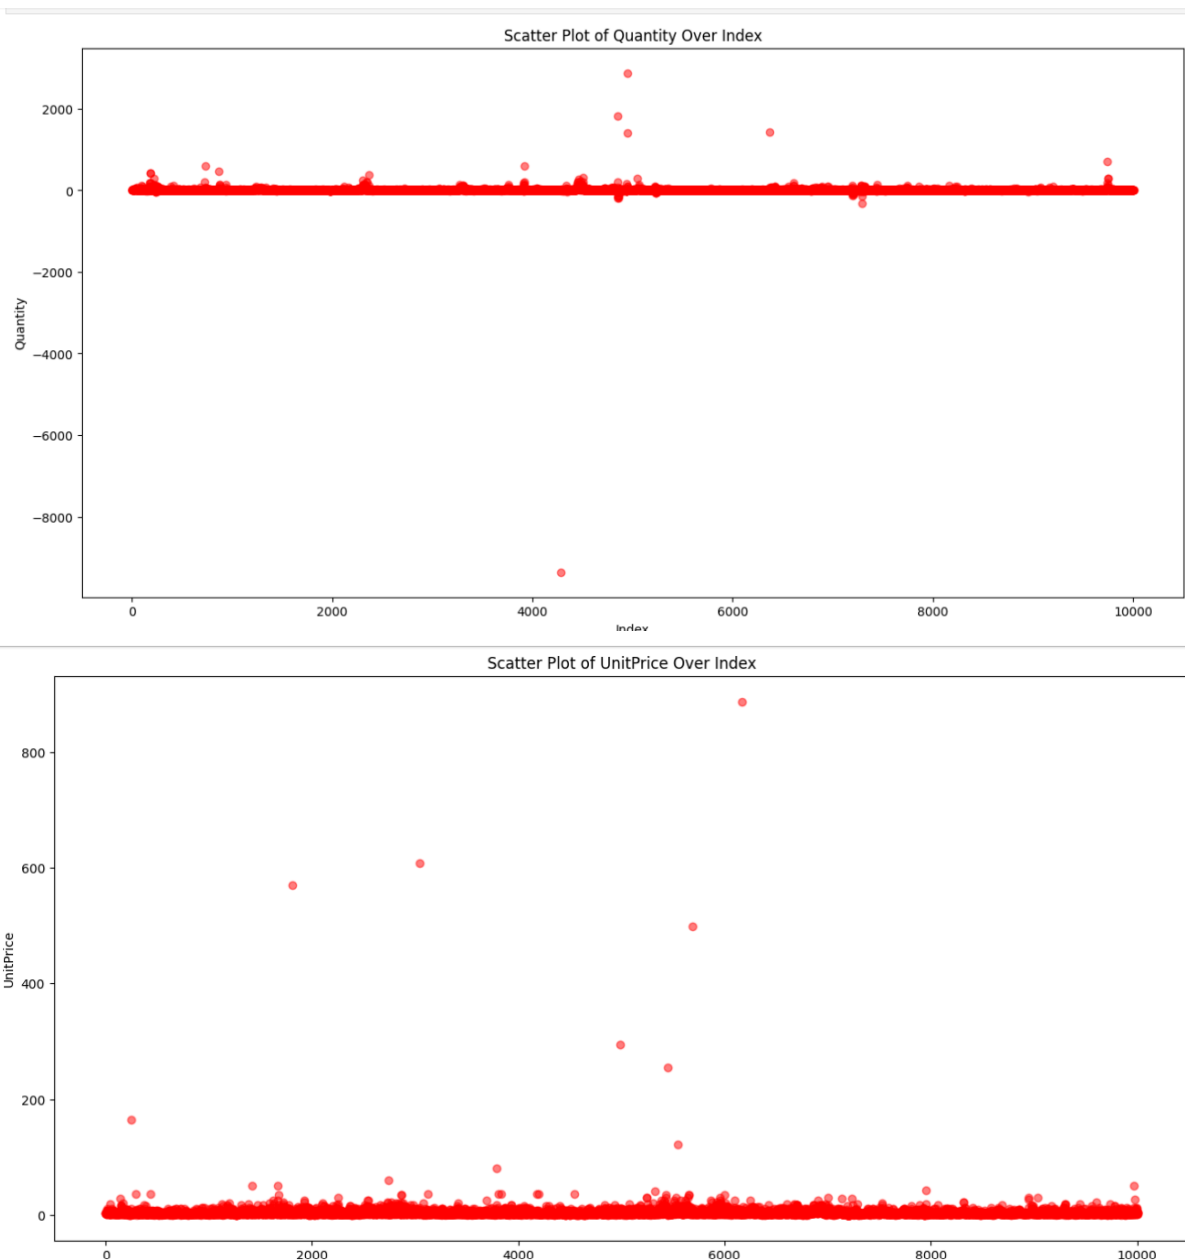 Scatter Plot of Quantity Over Index
2000
0
−2000
−4000
−6000
−8000
Quantity
0 2000 4000 6000 8000 10000
Index
Scatter Plot of UnitPrice Over Index
800
600
400
200
0
UnitPrice
0 2000 4000 6000 8000 10000